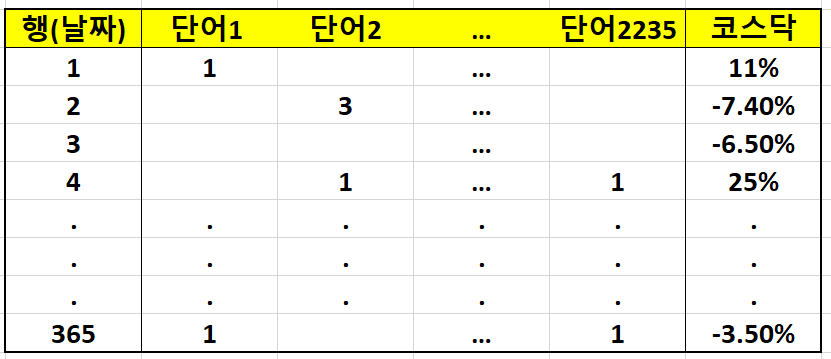 행(날짜) 단어1 단어2 ... 단어2235 코스닥
1 1 ... 11%
2 3 ... -7.40%
3 ... -6.50%
4 1 ... 1 25%
. . . . . .
. . . . . .
. . . . . .
365 1 ... 1 -3.50%